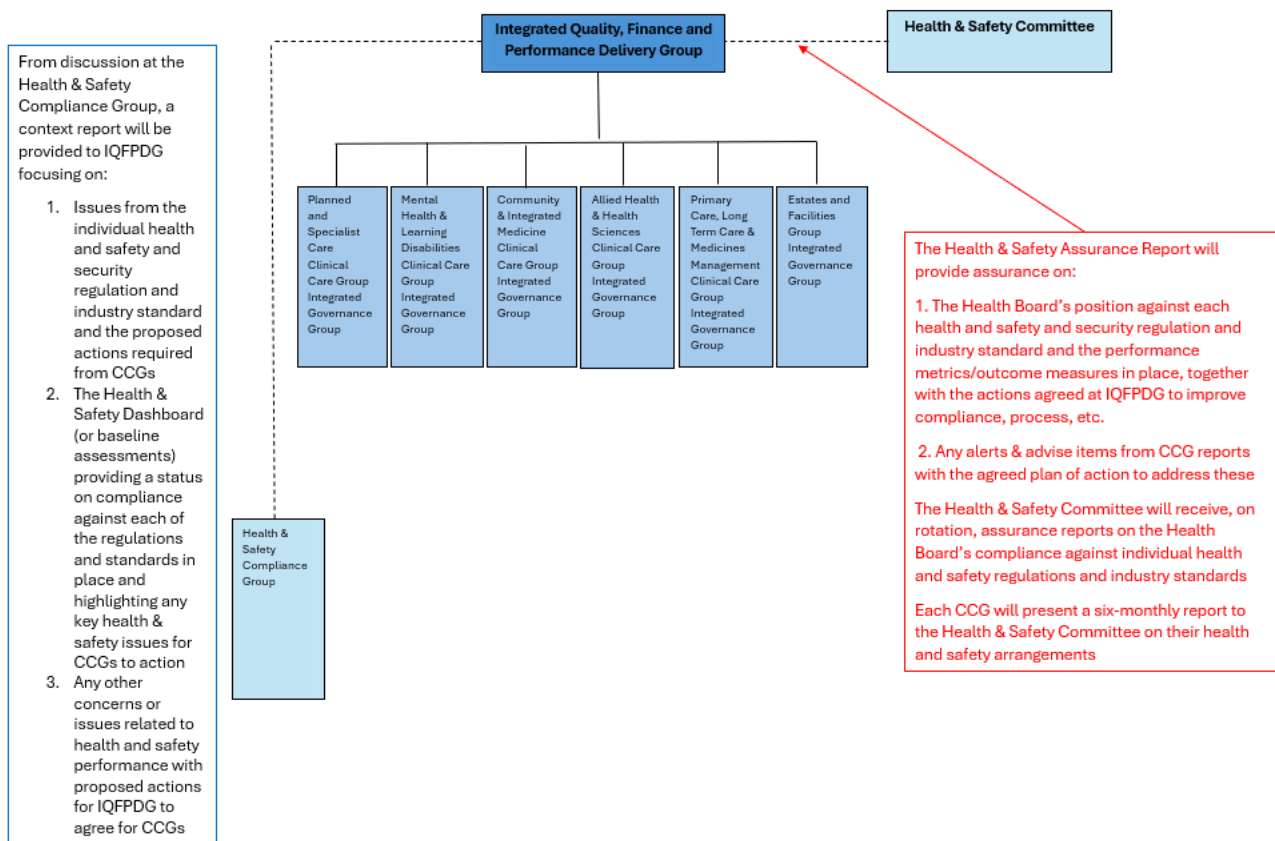 Integrated Quality, Finance and
Performance Delivery Group
Health & Safety Committee
From discussion at the
Health & Safety
Compliance Group, a
context report will be
provided to IQFPDG
focusing on:
1. Issues from the
individual health
and safety and
security
regulation and
industry standard
and the proposed
actions required
from CCGs
2. The Health &
Safety Dashboard
(or baseline
assessments)
providing a status
on compliance
against each of
the regulations
and standards in
place and
highlighting any
key health &
safety issues for
CCGs to action
3. Any other
concerns or
issues related to
health and safety
performance with
proposed actions
for IQFPDG to
agree for CCGs
Planned
and
Specialist
Care
Clinical
Care Group
Integrated
Governance
Group
Mental
Health &
Learning
Disabilities
Clinical Care
Group
Integrated
Governance
Group
Community
& Integrated
Medicine
Clinical
Care Group
Integrated
Governance
Group
Allied Health
& Health
Sciences
Clinical Care
Group
Integrated
Governance
Group
Primary
Care, Long
Term Care &
Medicines
Management
Clinical Care
Group
Integrated
Governance
Group
Estates and
Facilities
Group
Integrated
Governance
Group
Health &
Safety
Compliance
Group
The Health & Safety Assurance Report will
provide assurance on:
1. The Health Board's position against each
health and safety and security regulation and
industry standard and the performance
metrics/outcome measures in place, together
with the actions agreed at IQFPDG to improve
compliance, process, etc.
2. Any alerts & advise items from CCG reports
with the agreed plan of action to address these
The Health & Safety Committee will receive, on
rotation, assurance reports on the Health
Board's compliance against individual health
and safety regulations and industry standards
Each CCG will present a six-monthly report to
the Health & Safety Committee on their health
and safety arrangements